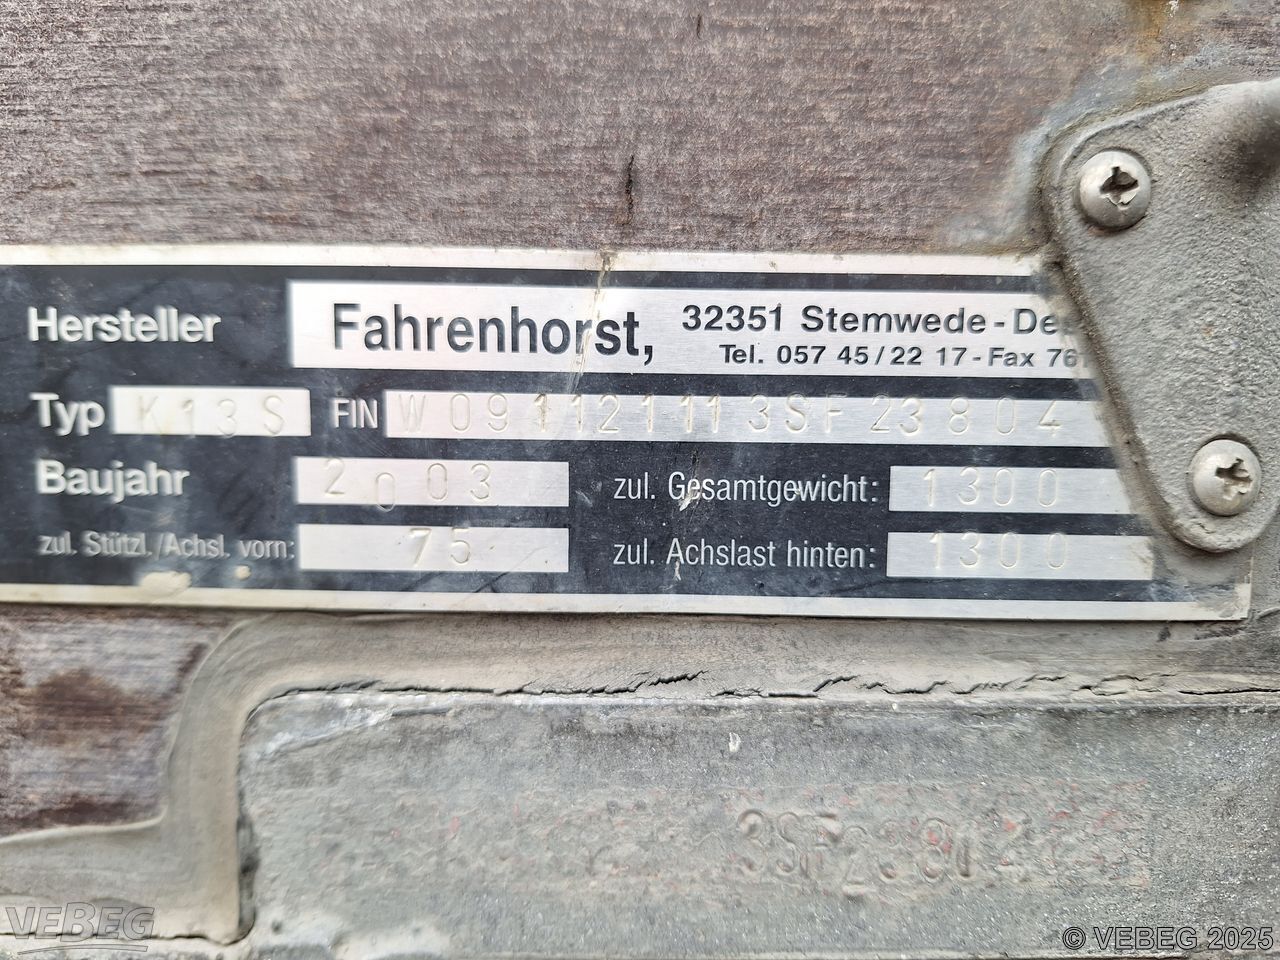 Hersteller Fahrenhorst, 32351 Stemwede-De
Tel. 057 45/22 17-Fax 76
Typ K13S FIN W091121113SF23804
Baujahr 2003 zul. Gesamtgewicht: 1300
zul. Stützl./Achsl. vorn: 75 zul. Achslast hinten: 1300
3SF23804
VEBEG
© VEBEG 2025